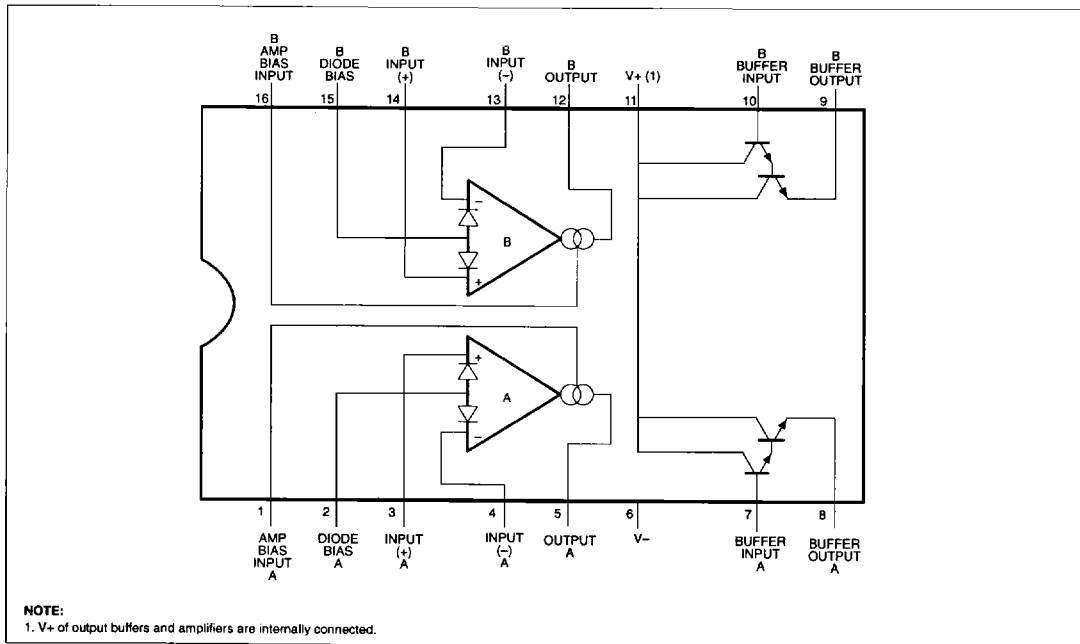 B
AMP
BIAS
INPUT
B
DIODE
BIAS
B
INPUT
(+)
B
INPUT
(−)
B
OUTPUT
V+ (1)
B
BUFFER
INPUT
B
BUFFER
OUTPUT
16
15
14
13
12
11
10
9
−
B
+
+
A
−
1
2
3
4
5
6
7
8
AMP
BIAS
INPUT
A
DIODE
BIAS
A
INPUT
(+)
A
INPUT
(−)
A
OUTPUT
A
V−
BUFFER
INPUT
A
BUFFER
OUTPUT
A
NOTE:
1. V+ of output buffers and amplifiers are internally connected.